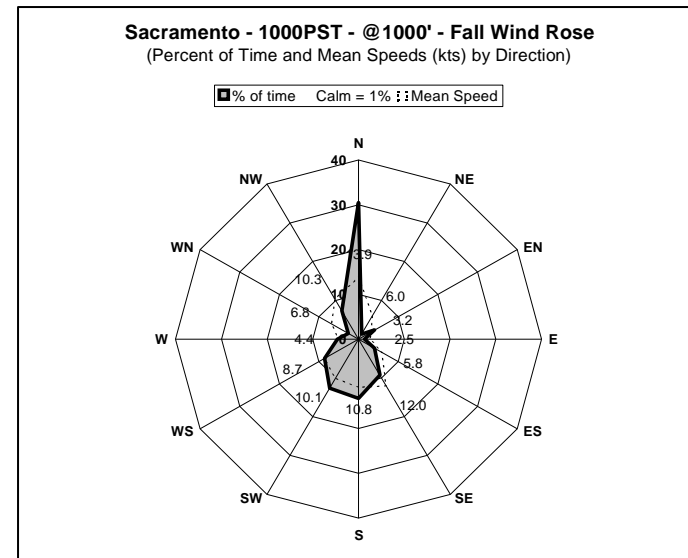 Sacramento - 1000PST - @1000' - Fall Wind Rose
(Percent of Time and Mean Speeds (kts) by Direction)
% of time Calm = 1% Mean Speed
N
40
NW
NE
30
WN
EN
20
3.9
10.3
10
6.0
6.8
3.2
W
4.4
0
2.5
E
8.7
5.8
10.1
10.8
12.0
WS
ES
SW
SE
S